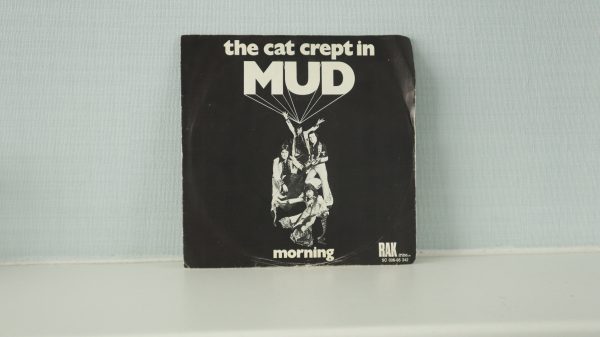 the cat crept in
MUD
morning
RAK